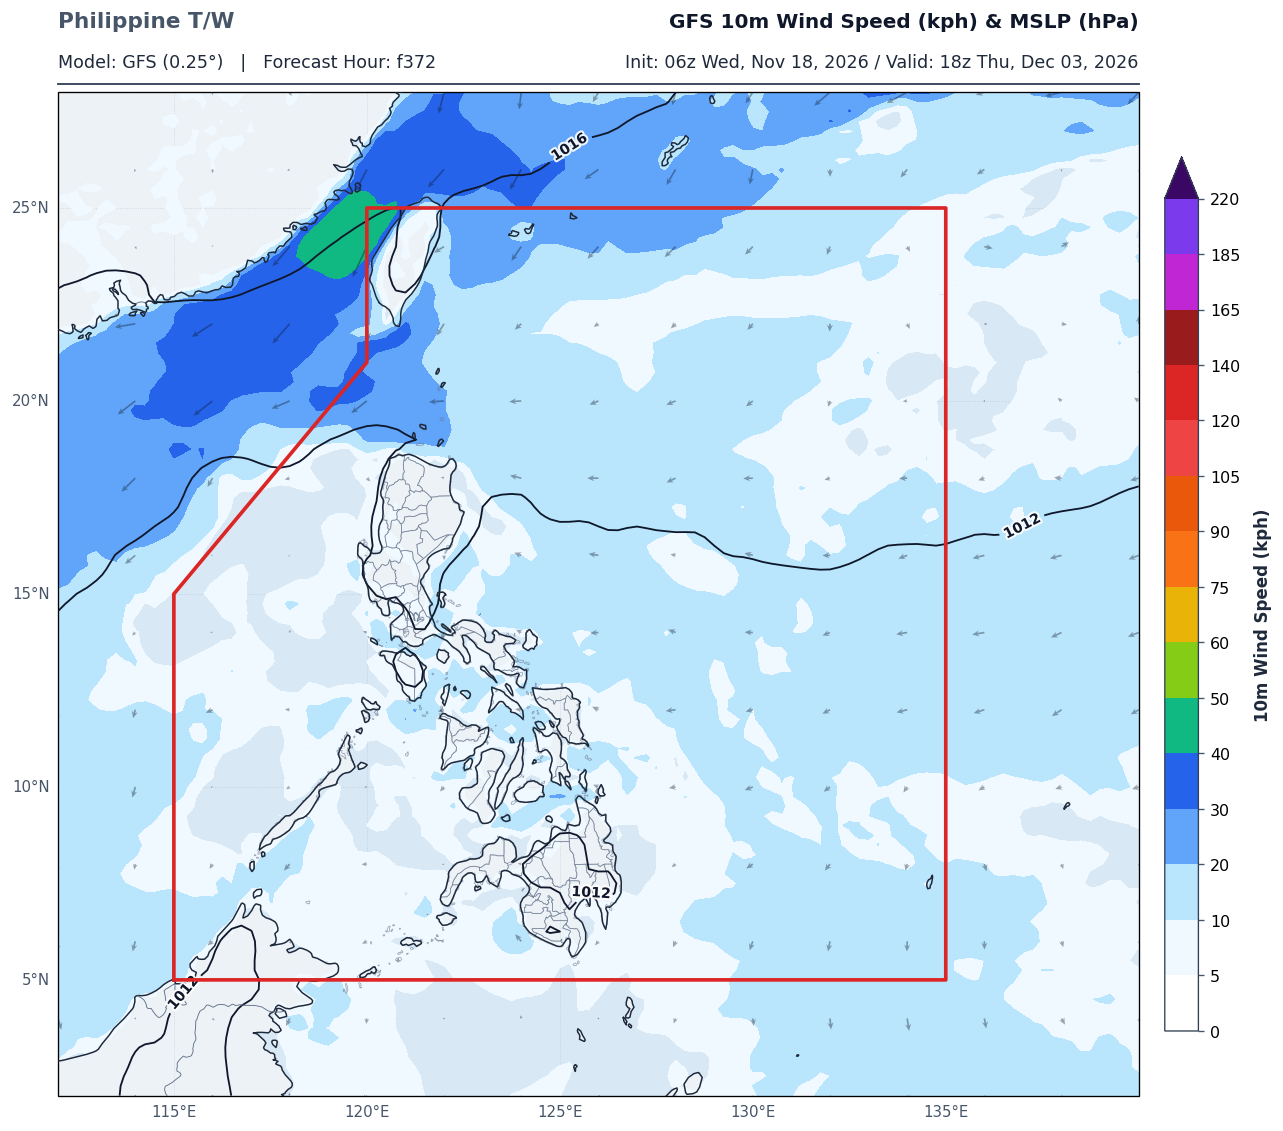 Philippine T/W
GFS 10m Wind Speed (kph) & MSLP (hPa)
Model: GFS (0.25°) | Forecast Hour: f372
Init: 06z Wed, Nov 18, 2026 / Valid: 18z Thu, Dec 03, 2026
1016
1012
1012
1012
25°N
20°N
15°N
10°N
5°N
115°E
120°E
125°E
130°E
135°E
220
185
165
140
120
105
90
75
60
50
40
30
20
10
5
0
10m Wind Speed (kph)